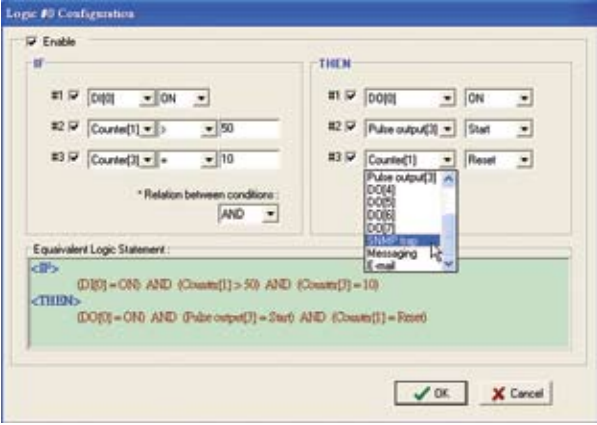 Logic #0 Configuration
Enable
IF
#1 DI[0] ON
#2 Counter[1] > 50
#3 Counter[3] = 10
* Relation between conditions :
AND
THEN
#1 DO[0] ON
#2 Pulse output[3] Start
#3 Counter[1] Reset
Pulse output[3]
DO[4]
DO[5]
DO[6]
DO[7]
SNMP trap
Messaging
E-mail
Equaivalent Logic Statement :
<IF>
(DI[0] = ON) AND (Counter[1] > 50) AND (Counter[3] = 10)
<THEN>
(DO[0] = ON) AND (Pulse output[3] = Start) AND (Counter[1] = Reset)
OK
Cancel